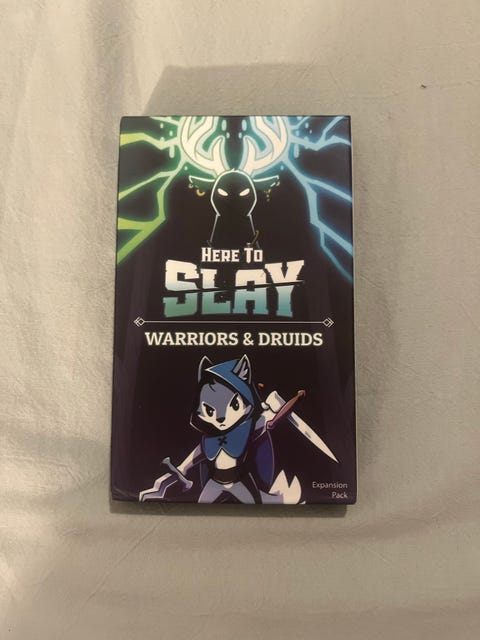 HERE TO
SLAY
WARRIORS & DRUIDS
Expansion
Pack